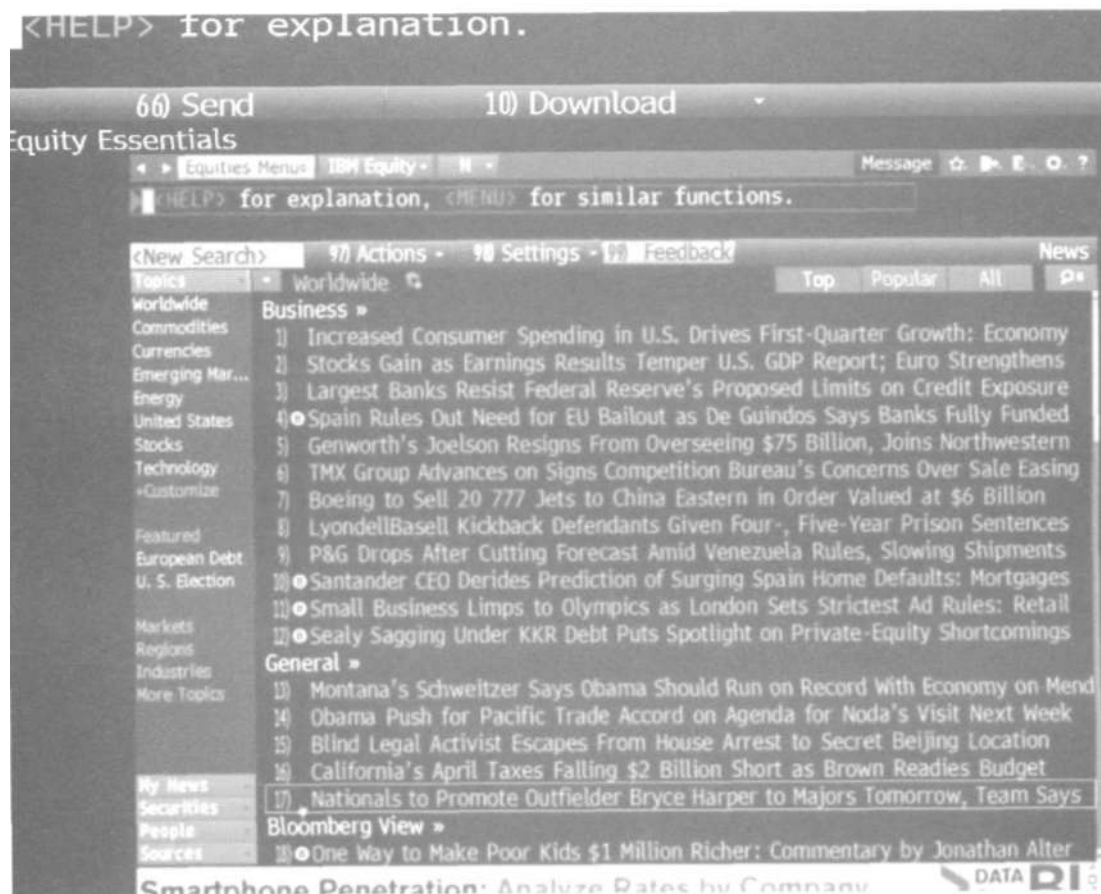 <HELP> for explanation.
66) Send 10) Download
Equity Essentials
Equities Menu IBM Equity N Message ?
<HELP> for explanation, <MENU> for similar functions.
<New Search> 97) Actions 98) Settings 99) Feedback News
Topics Worldwide Top Popular All
Worldwide
Commodities
Currencies
Emerging Mar...
Energy
United States
Stocks
Technology
+Customize
Featured
European Debt
U. S. Election
Markets
Regions
Industries
More Topics
My News
Securities
People
Sources
Business »
1) Increased Consumer Spending in U.S. Drives First-Quarter Growth: Economy
2) Stocks Gain as Earnings Results Temper U.S. GDP Report; Euro Strengthens
3) Largest Banks Resist Federal Reserve's Proposed Limits on Credit Exposure
4) Spain Rules Out Need for EU Bailout as De Guindos Says Banks Fully Funded
5) Genworth's Joelson Resigns From Overseeing $75 Billion, Joins Northwestern
6) TMX Group Advances on Signs Competition Bureau's Concerns Over Sale Easing
7) Boeing to Sell 20 777 Jets to China Eastern in Order Valued at $6 Billion
8) LyondellBasell Kickback Defendants Given Four-, Five-Year Prison Sentences
9) P&G Drops After Cutting Forecast Amid Venezuela Rules, Slowing Shipments
10) Santander CEO Derides Prediction of Surging Spain Home Defaults: Mortgages
11) Small Business Limps to Olympics as London Sets Strictest Ad Rules: Retail
12) Sealy Sagging Under KKR Debt Puts Spotlight on Private-Equity Shortcomings
General »
13) Montana's Schweitzer Says Obama Should Run on Record With Economy on Mend
14) Obama Push for Pacific Trade Accord on Agenda for Noda's Visit Next Week
15) Blind Legal Activist Escapes From House Arrest to Secret Beijing Location
16) California's April Taxes Falling $2 Billion Short as Brown Readies Budget
17) Nationals to Promote Outfielder Bryce Harper to Majors Tomorrow, Team Says
Bloomberg View »
18) One Way to Make Poor Kids $1 Million Richer: Commentary by Jonathan Alter
Smartphone Penetration: Analyze Rates by Company DATA